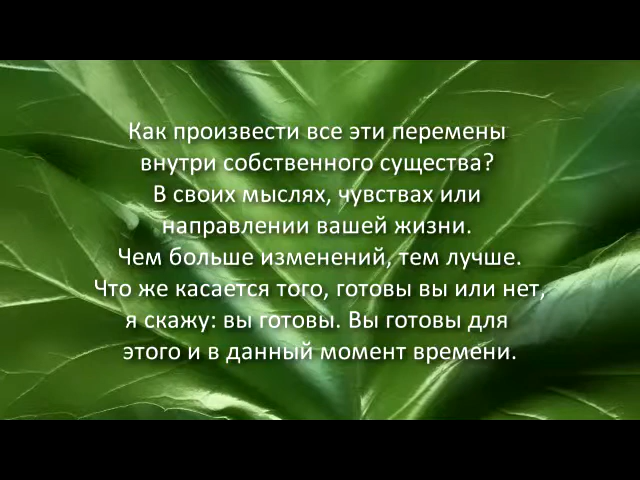 Как произвести все эти перемены
внутри собственного существа?
В своих мыслях, чувствах или
направлении вашей жизни.
Чем больше изменений, тем лучше.
Что же касается того, готовы вы или нет,
я скажу: вы готовы. Вы готовы для
этого и в данный момент времени.